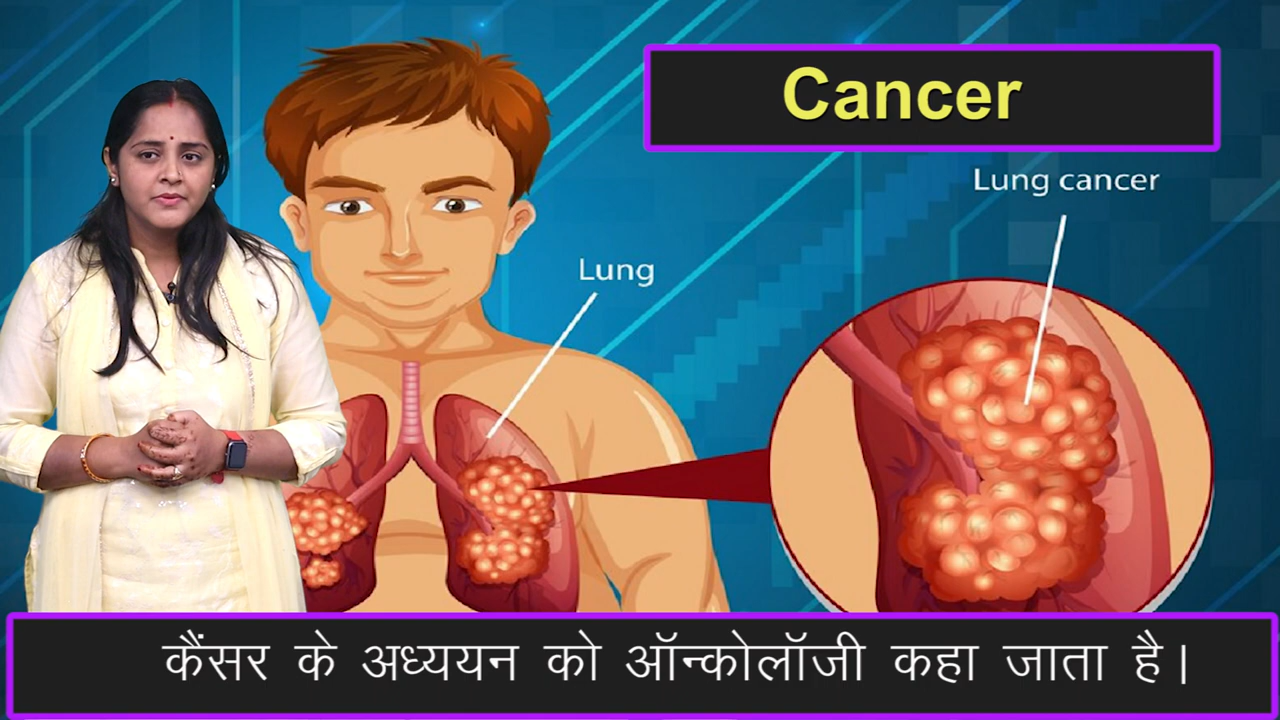 Cancer
Lung cancer
Lung
कैंसर के अध्ययन को ऑन्कोलॉजी कहा जाता है।